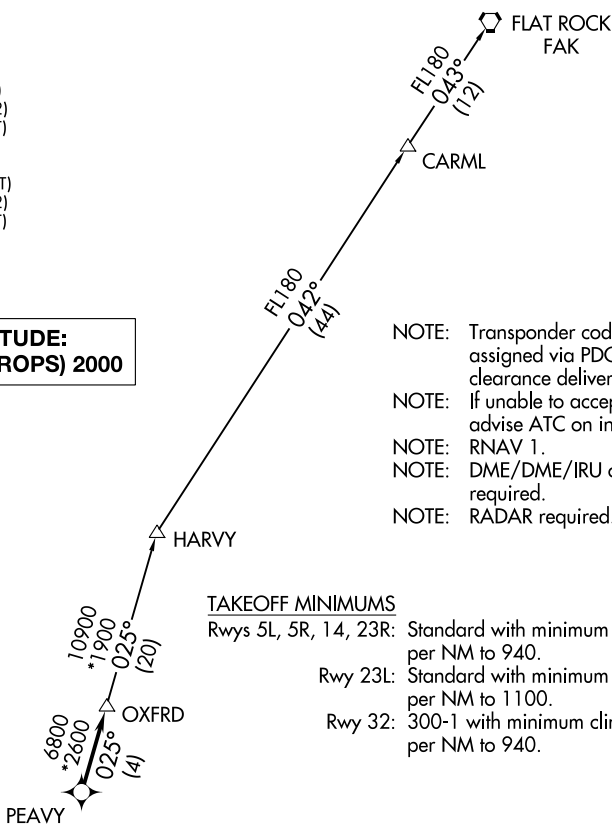 FLAT ROCK
FAK
FL180
043°
(12)
)
2)
T)
CARML
T)
2)
T)
FL180
042°
(44)
TUDE:
ROPS) 2000
NOTE: Transponder cod
assigned via PDC
clearance deliver
NOTE: If unable to accep
advise ATC on in
NOTE: RNAV 1.
NOTE: DME/DME/IRU o
required.
NOTE: RADAR required.
HARVY
10900
*1900
025°
(20)
TAKEOFF MINIMUMS
Rwys 5L, 5R, 14, 23R: Standard with minimum
per NM to 940.
Rwy 23L: Standard with minimum
per NM to 1100.
Rwy 32: 300-1 with minimum clim
per NM to 940.
OXFRD
6800
*2600
025°
(4)
PEAVY